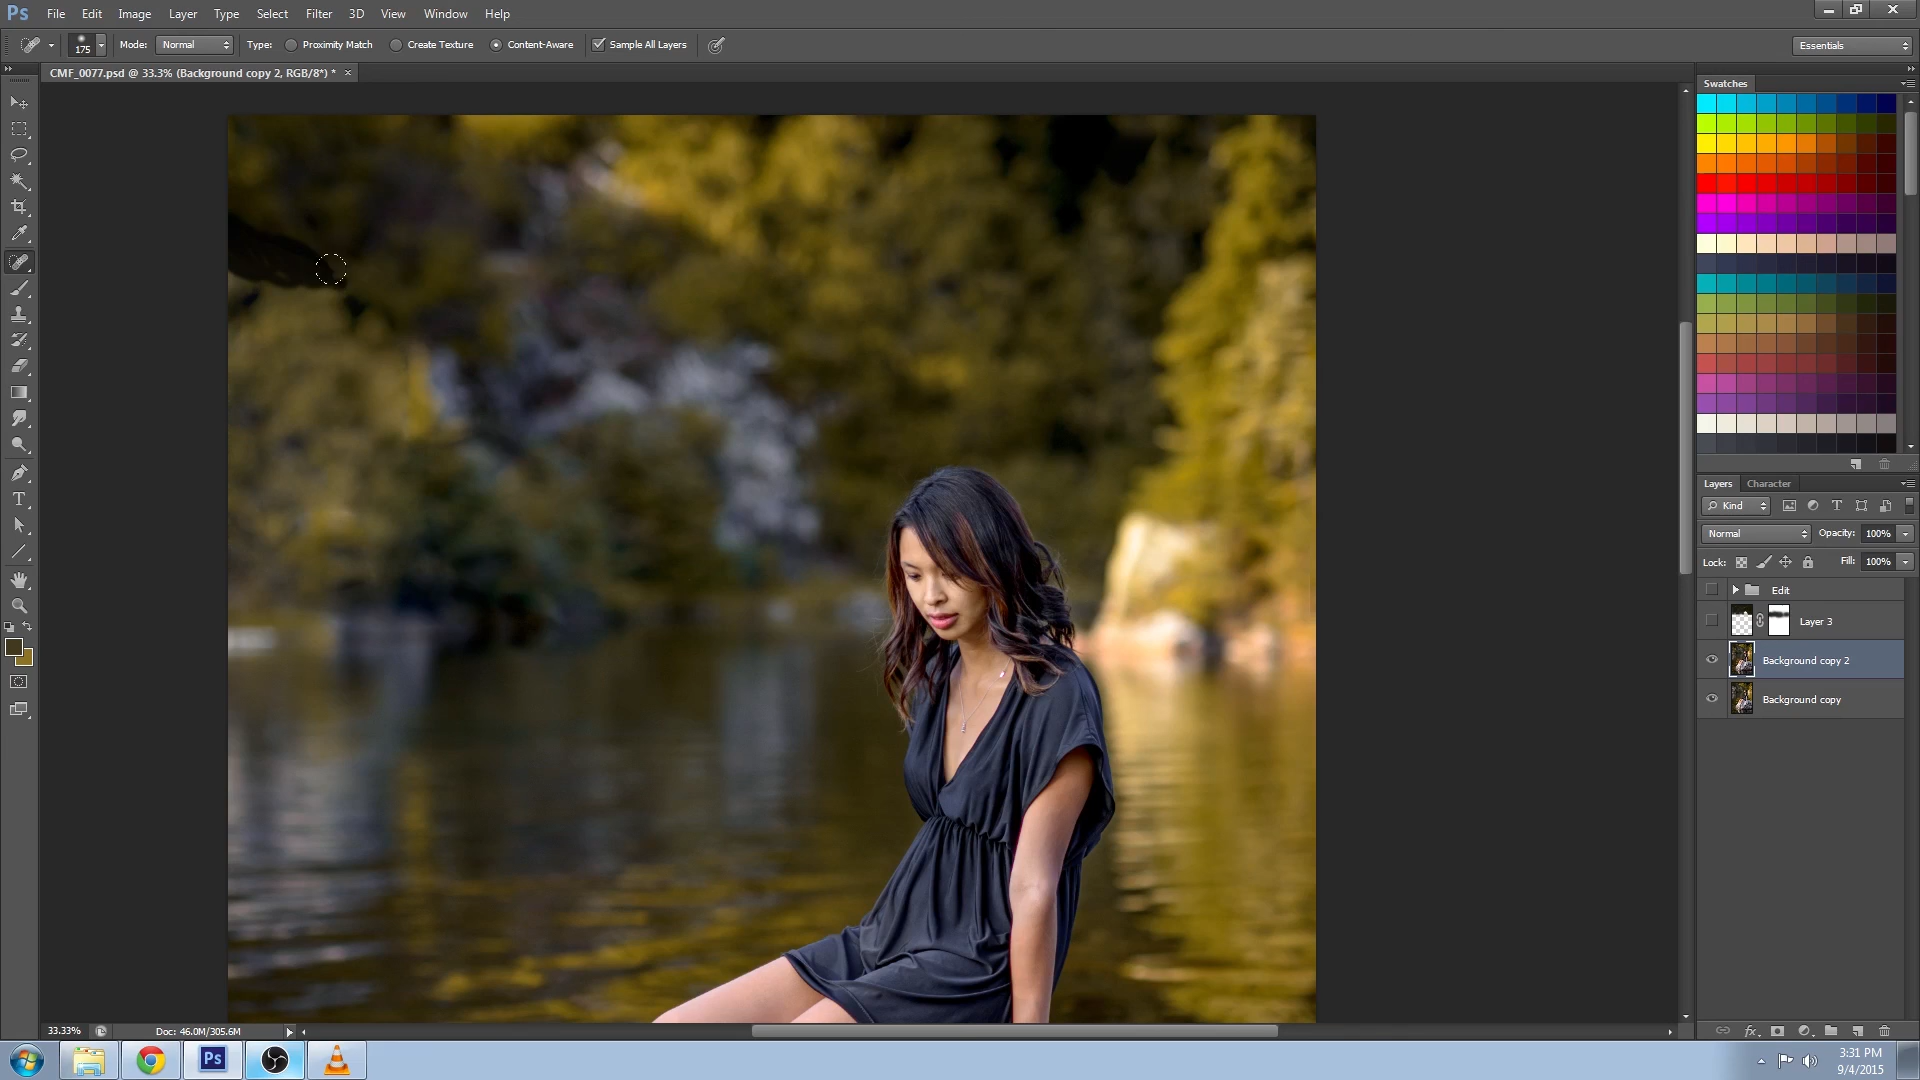 Ps File Edit Image Layer Type Select Filter 3D View Window Help
175 Mode: Normal Type: Proximity Match Create Texture Content-Aware Sample All Layers Essentials
CMF_0077.psd @ 33.3% (Background copy 2, RGB/8*) * ×
Swatches
Layers Character
Kind
Normal Opacity: 100%
Lock: Fill: 100%
Edit
Layer 3
Background copy 2
Background copy
33.33% Doc: 46.0M/305.6M
Ps
3:31 PM
9/4/2015